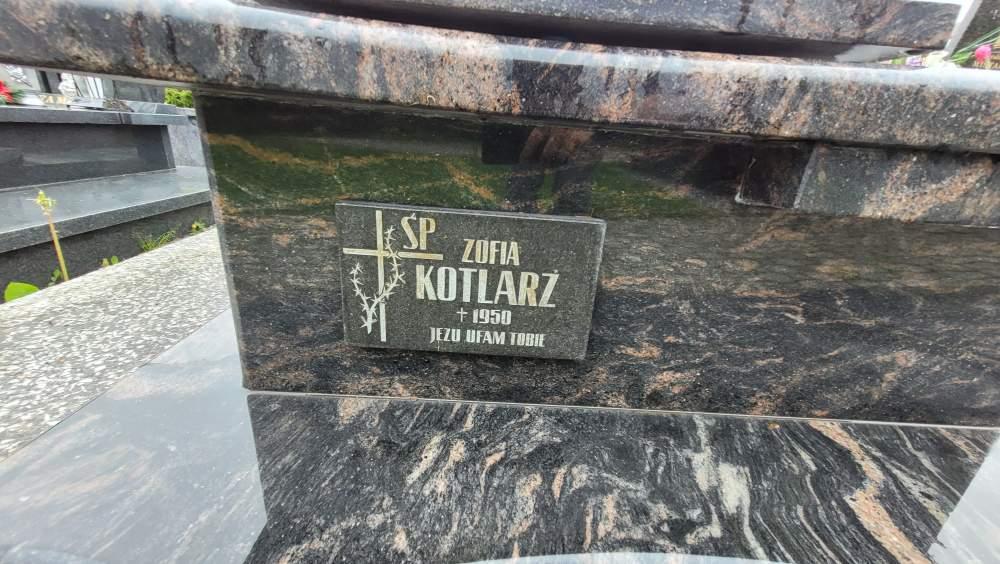 ŚP
ZOFIA
KOTLARZ
+ 1950
JEZU UFAM TOBIE